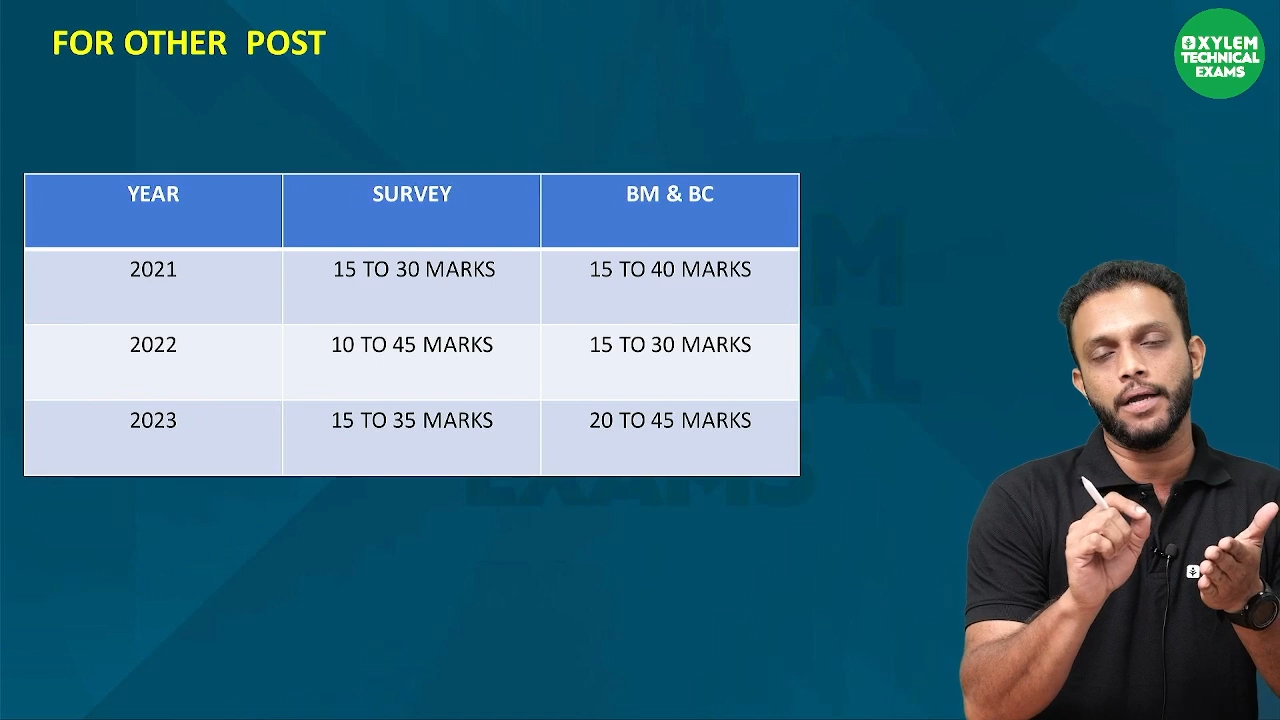 FOR OTHER POST
XYLEM
TECHNICAL
EXAMS
YEAR SURVEY BM & BC
2021 15 TO 30 MARKS 15 TO 40 MARKS
2022 10 TO 45 MARKS 15 TO 30 MARKS
2023 15 TO 35 MARKS 20 TO 45 MARKS
EXAMS